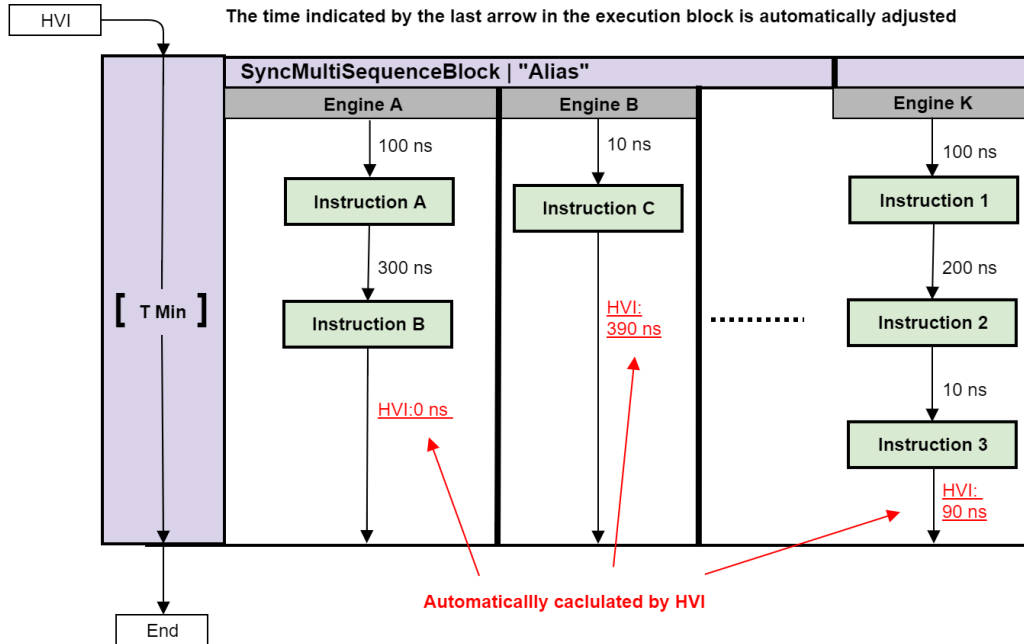 HVI
The time indicated by the last arrow in the execution block is automatically adjusted
SyncMultiSequenceBlock | "Alias"
Engine A
Engine B
Engine K
100 ns
10 ns
100 ns
Instruction A
Instruction C
Instruction 1
300 ns
200 ns
[ T Min ]
Instruction B
HVI:
390 ns
Instruction 2
10 ns
HVI:0 ns
Instruction 3
HVI:
90 ns
Automaticallly caclulated by HVI
End